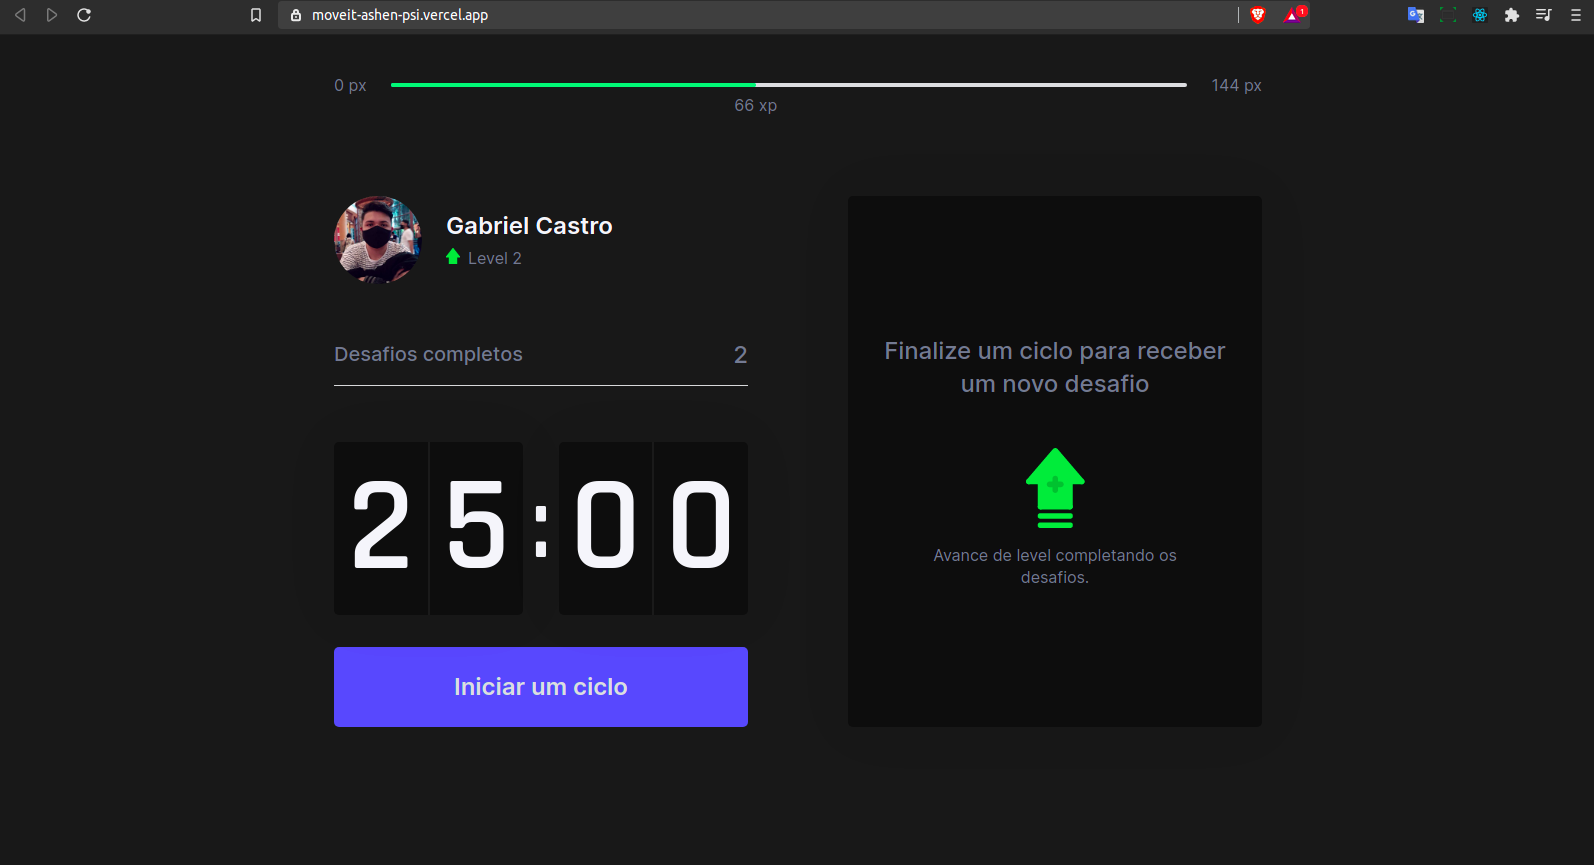 moveit-ashen-psi.vercel.app
1
0 px
144 px
66 xp
Gabriel Castro
Level 2
Desafios completos 2
25:00
Iniciar um ciclo
Finalize um ciclo para receber
um novo desafio
Avance de level completando os
desafios.